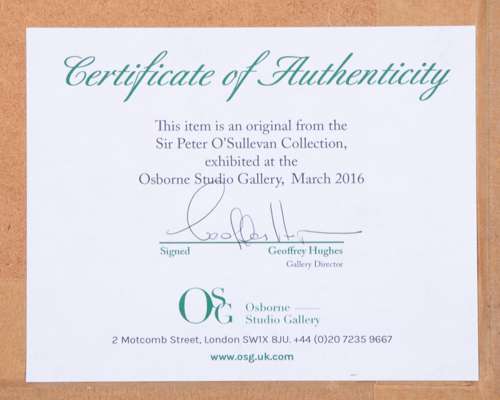 Certificate of Authenticity
This item is an original from the
Sir Peter O'Sullevan Collection,
exhibited at the
Osborne Studio Gallery, March 2016
Geoffrey Hughes
Signed Geoffrey Hughes
Gallery Director
OSG Osborne
Studio Gallery
2 Motcomb Street, London SW1X 8JU. +44 (0)20 7235 9667
www.osg.uk.com